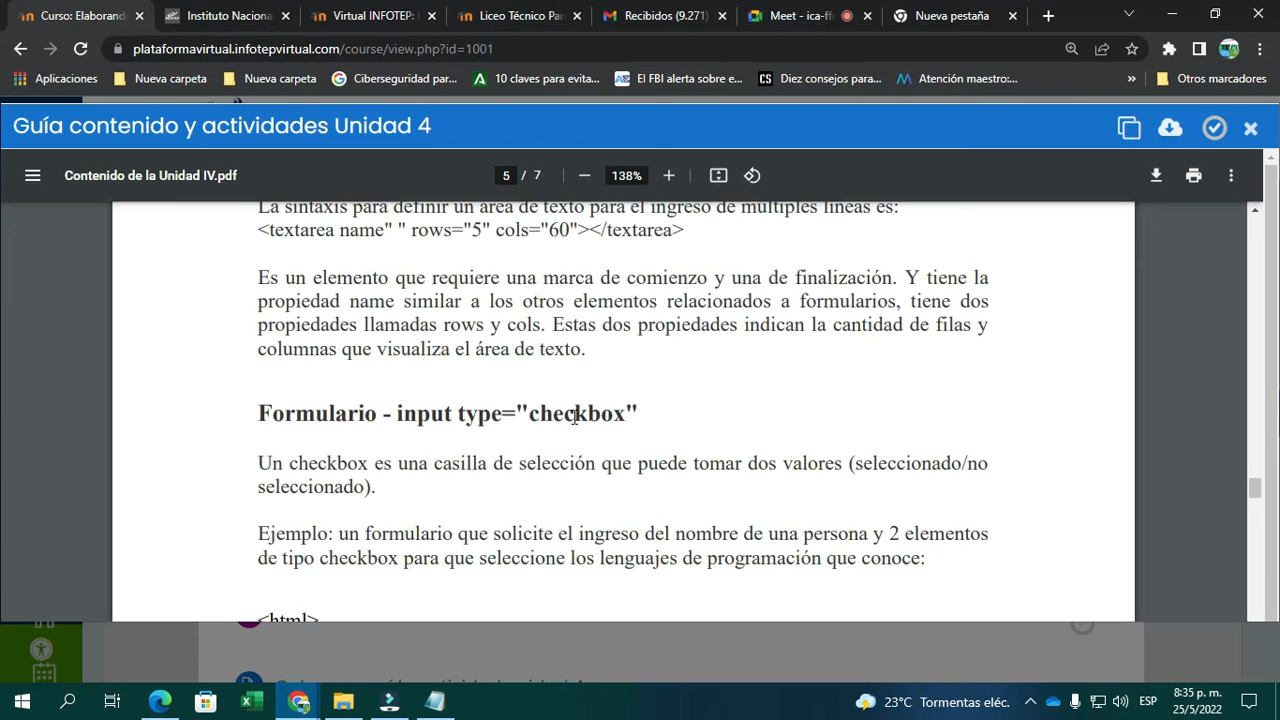 Curso: Elaborando
Instituto Naciona
Virtual INFOTEP:
Liceo Técnico Par
Recibidos (9.271)
Meet - ica-ff
Nueva pestaña
plataformavirtual.infotepvirtual.com/course/view.php?id=1001
Aplicaciones
Nueva carpeta
Nueva carpeta
Ciberseguridad par...
10 claves para evita...
El FBI alerta sobre e...
Diez consejos para...
Atención maestro:...
»
Otros marcadores
Guía contenido y actividades Unidad 4
Contenido de la Unidad IV.pdf
5 / 7
138%
La sintaxis para definir un área de texto para el ingreso de múltiples líneas es:
<textarea name" " rows="5" cols="60"></textarea>
Es un elemento que requiere una marca de comienzo y una de finalización. Y tiene la
propiedad name similar a los otros elementos relacionados a formularios, tiene dos
propiedades llamadas rows y cols. Estas dos propiedades indican la cantidad de filas y
columnas que visualiza el área de texto.
Formulario - input type="checkbox"
Un checkbox es una casilla de selección que puede tomar dos valores (seleccionado/no
seleccionado).
Ejemplo: un formulario que solicite el ingreso del nombre de una persona y 2 elementos
de tipo checkbox para que seleccione los lenguajes de programación que conoce:
<html>
23°C Tormentas eléc.
ESP
8:35 p. m.
25/5/2022